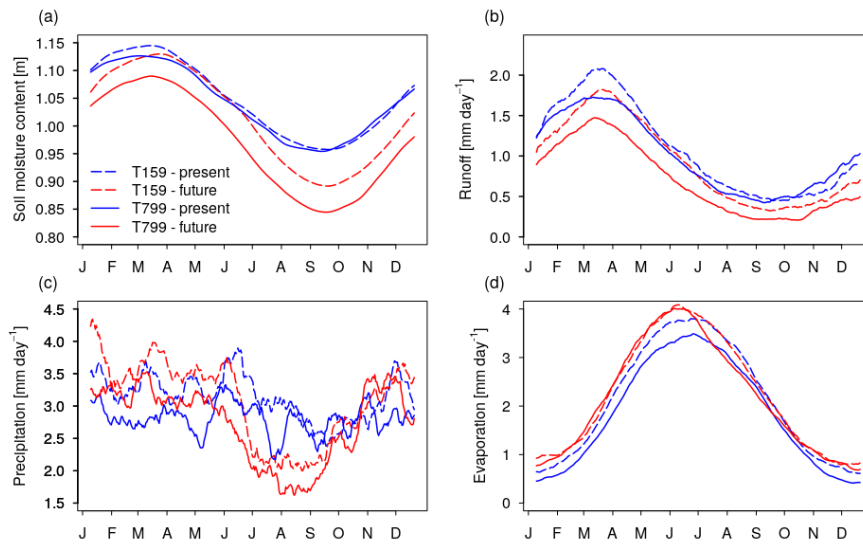 (a)
Soil moisture content [m]
1.15
1.10
1.05
1.00
0.95
0.90
0.85
0.80
T159 - present
T159 - future
T799 - present
T799 - future
J F M A M J J A S O N D
(b)
Runoff [mm day⁻¹]
2.0
1.5
1.0
0.5
0.0
J F M A M J J A S O N D
(c)
Precipitation [mm day⁻¹]
4.5
4.0
3.5
3.0
2.5
2.0
1.5
J F M A M J J A S O N D
(d)
Evaporation [mm day⁻¹]
4
3
2
1
0
J F M A M J J A S O N D